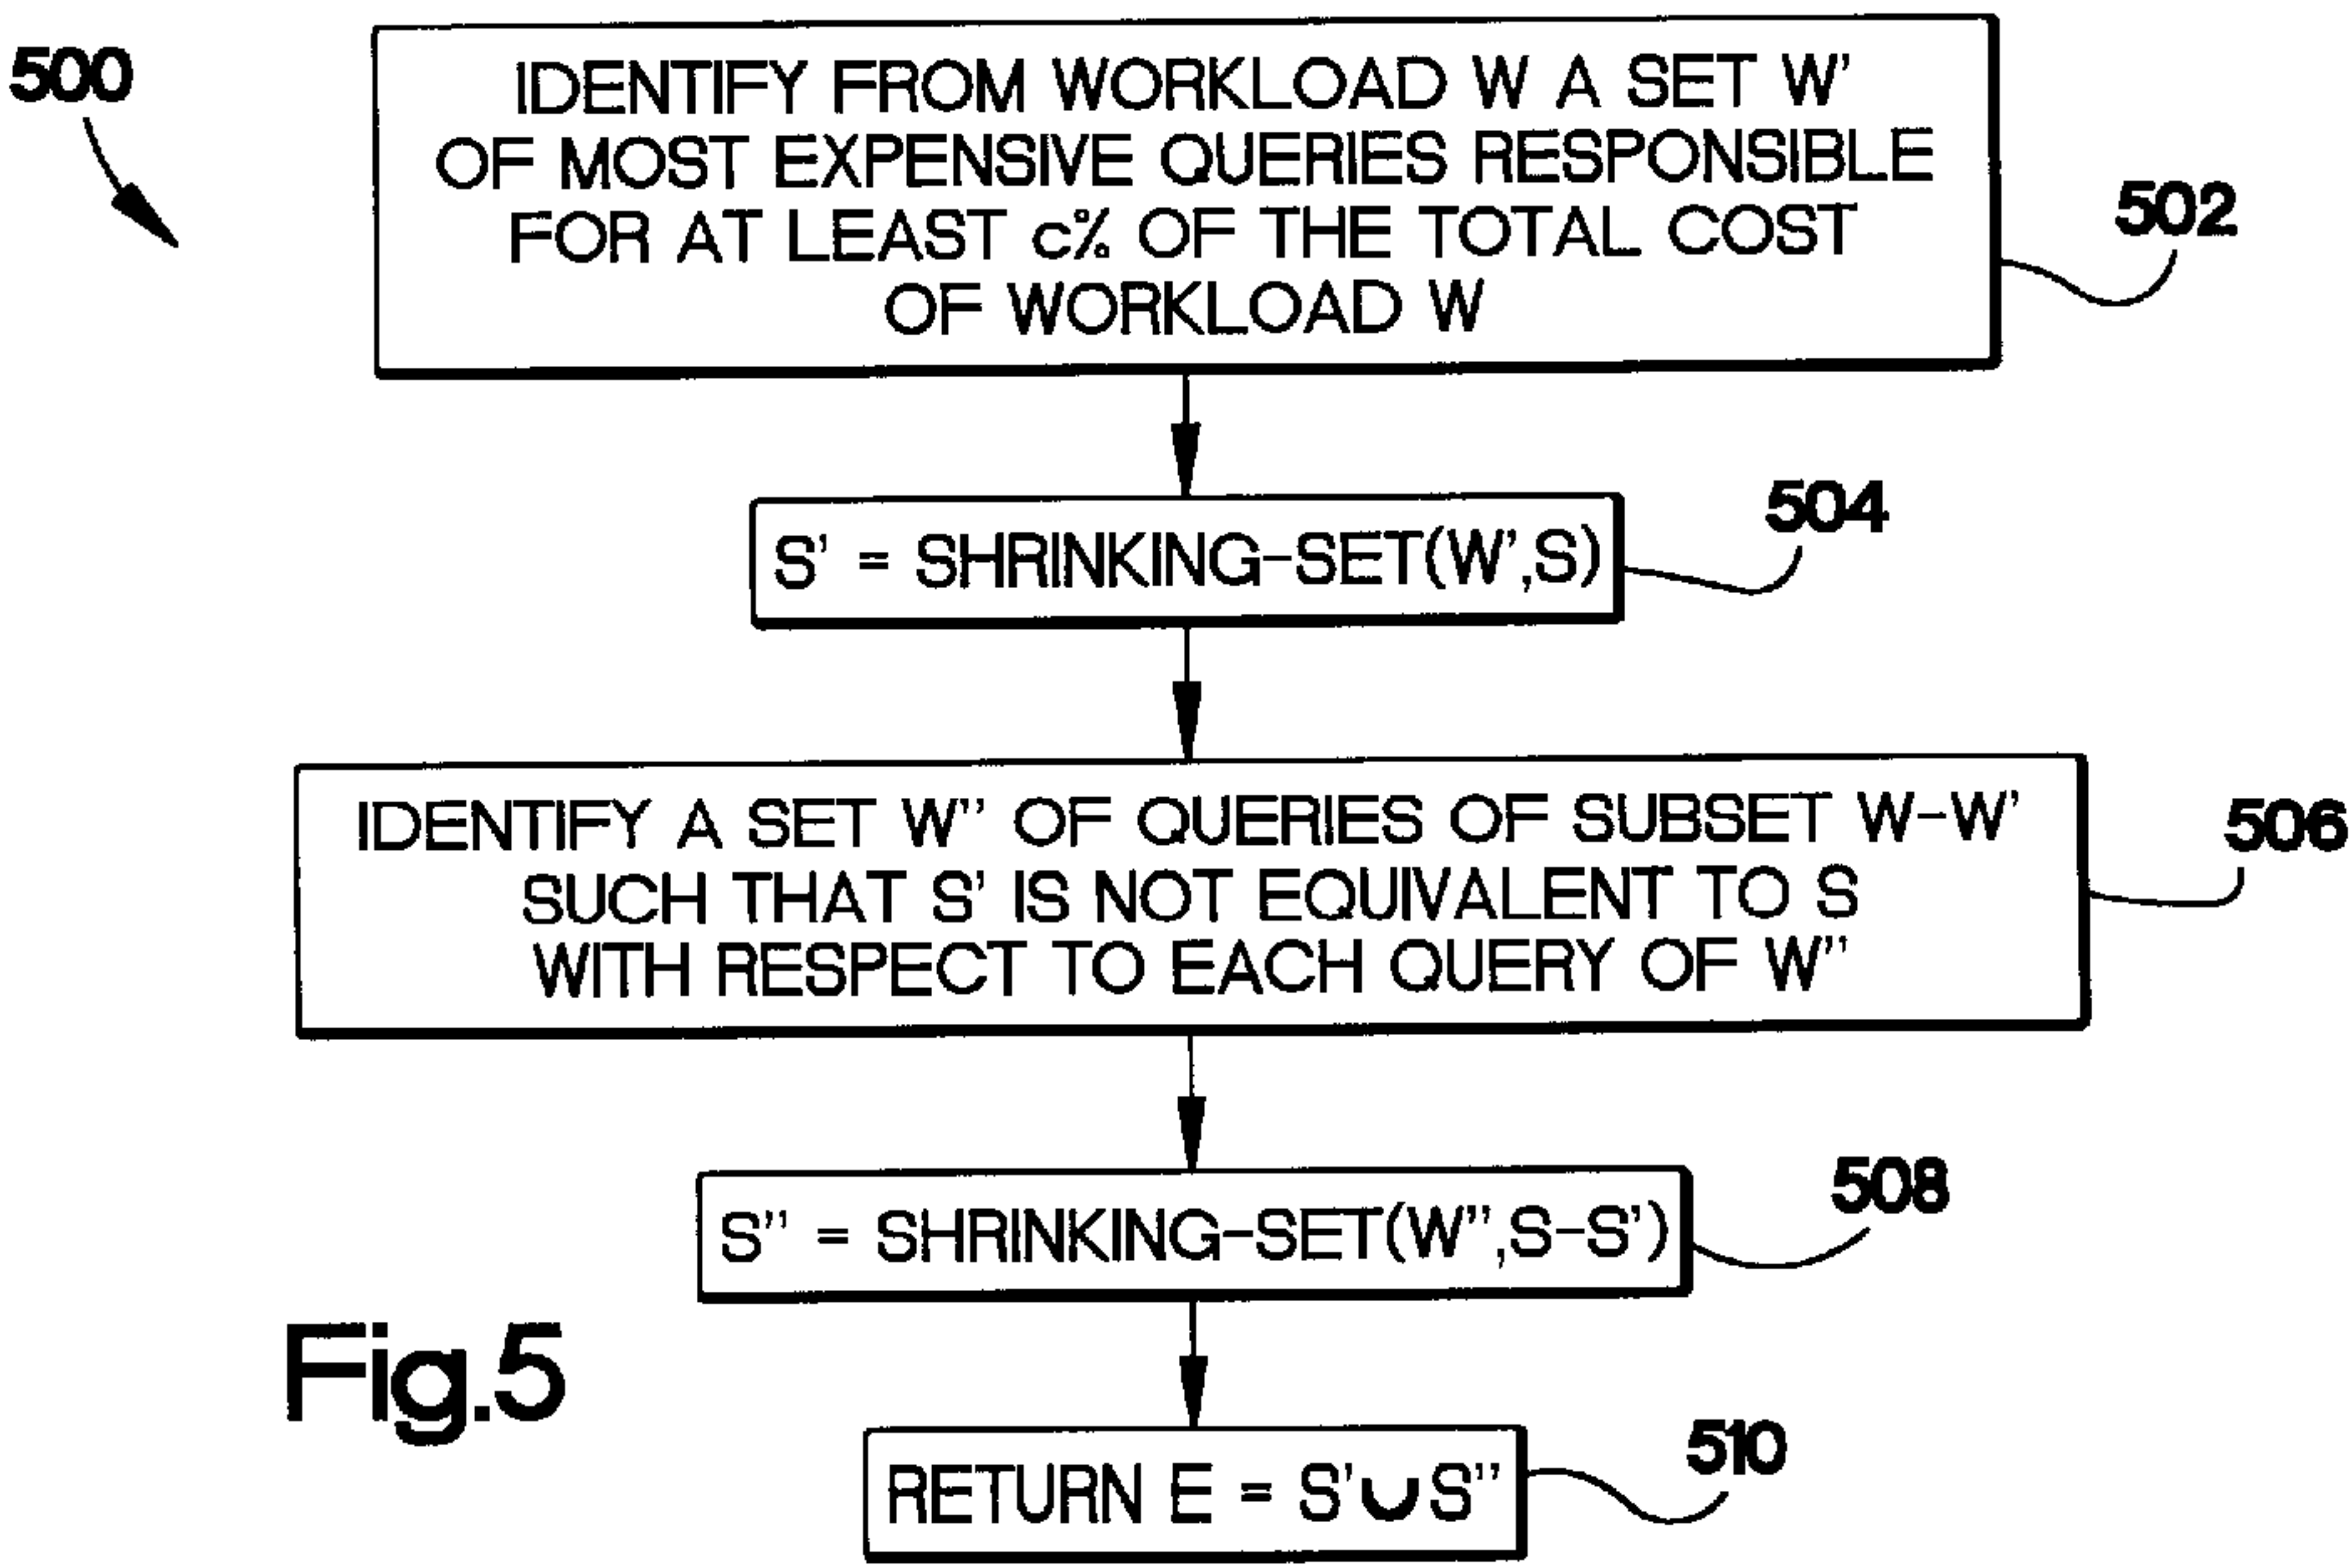 500
IDENTIFY FROM WORKLOAD W A SET W'
OF MOST EXPENSIVE QUERIES RESPONSIBLE
FOR AT LEAST c% OF THE TOTAL COST
OF WORKLOAD W
502
S' = SHRINKING-SET(W',S)
504
IDENTIFY A SET W" OF QUERIES OF SUBSET W-W'
SUCH THAT S' IS NOT EQUIVALENT TO S
WITH RESPECT TO EACH QUERY OF W"
506
S" = SHRINKING-SET(W",S-S')
508
RETURN E = S'∪S"
510
Fig.5